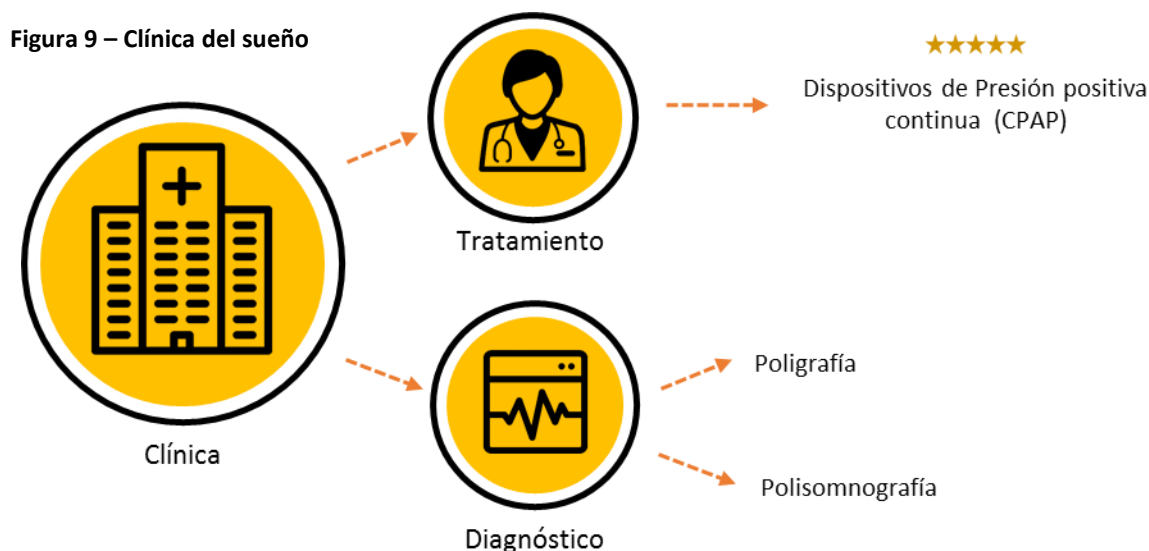 Figura 9 – Clínica del sueño
Dispositivos de Presión positiva
continua (CPAP)
Tratamiento
Poligrafía
Clínica
Polisomnografía
Diagnóstico